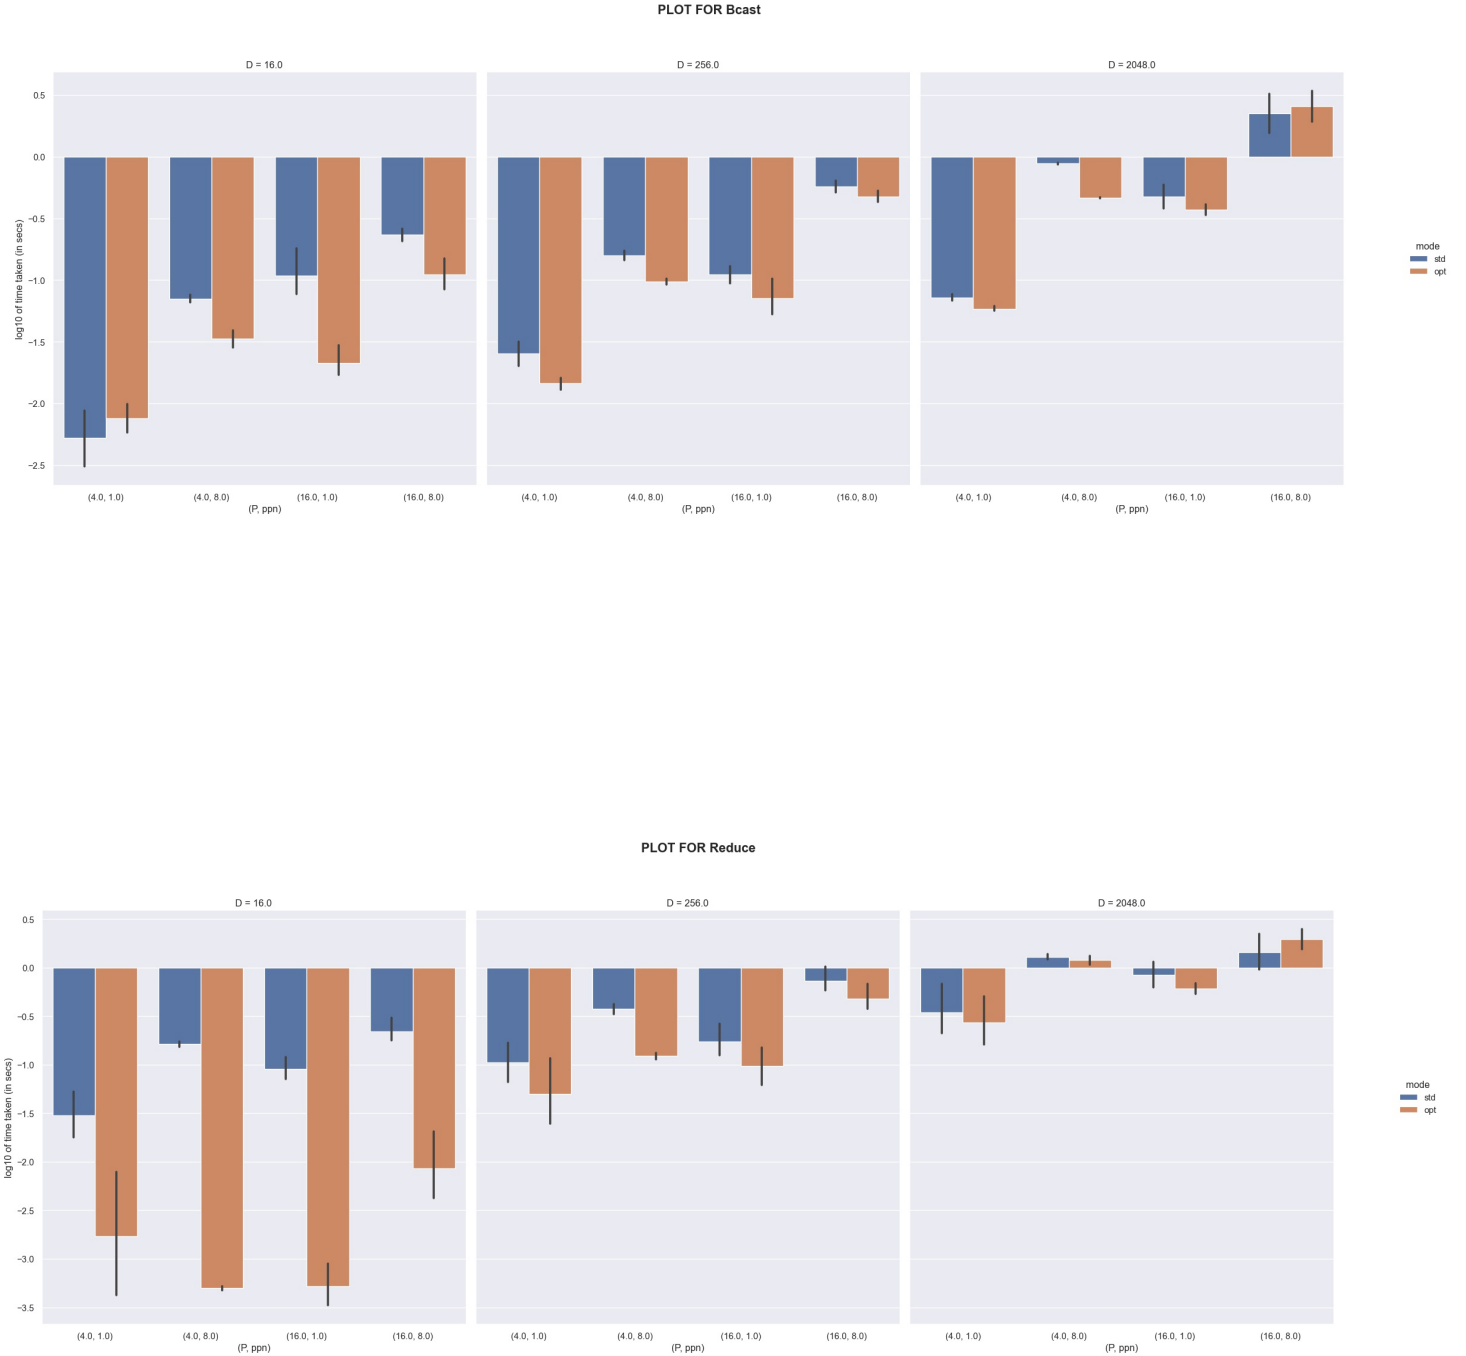 PLOT FOR Bcast
D = 16.0
D = 256.0
D = 2048.0
0.5
0.0
−0.5
−1.0
−1.5
−2.0
−2.5
log10 of time taken (in secs)
(4.0, 1.0) (4.0, 8.0) (16.0, 1.0) (16.0, 8.0)
(P, ppn)
(4.0, 1.0) (4.0, 8.0) (16.0, 1.0) (16.0, 8.0)
(P, ppn)
(4.0, 1.0) (4.0, 8.0) (16.0, 1.0) (16.0, 8.0)
(P, ppn)
mode
std
opt
PLOT FOR Reduce
D = 16.0
D = 256.0
D = 2048.0
0.5
0.0
−0.5
−1.0
−1.5
−2.0
−2.5
−3.0
−3.5
log10 of time taken (in secs)
(4.0, 1.0) (4.0, 8.0) (16.0, 1.0) (16.0, 8.0)
(P, ppn)
(4.0, 1.0) (4.0, 8.0) (16.0, 1.0) (16.0, 8.0)
(P, ppn)
(4.0, 1.0) (4.0, 8.0) (16.0, 1.0) (16.0, 8.0)
(P, ppn)
mode
std
opt